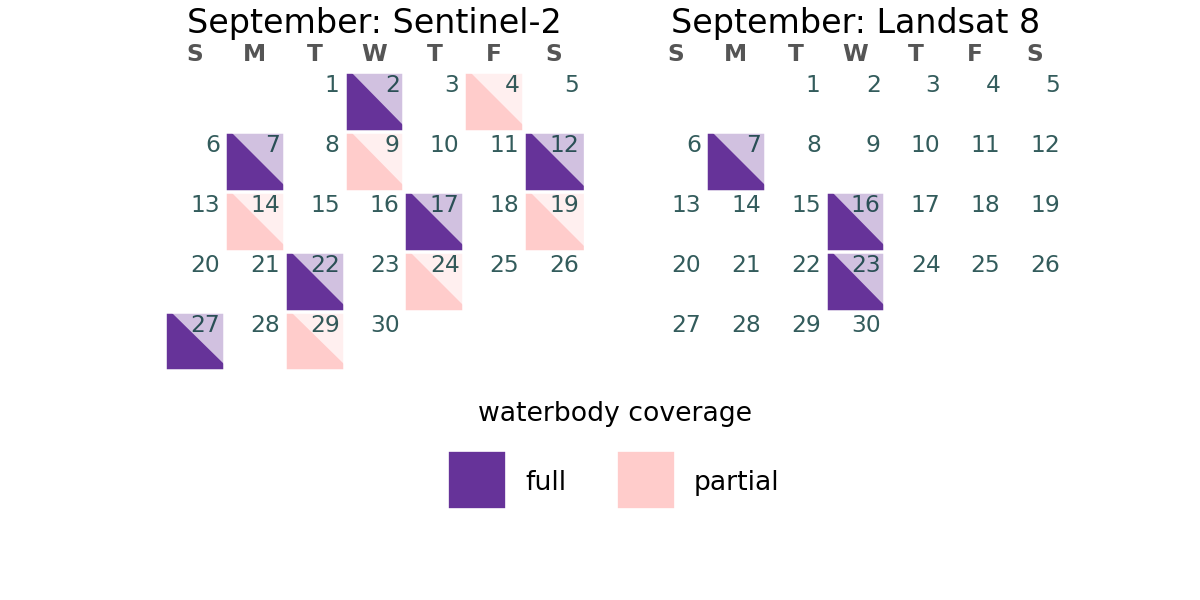 September: Sentinel-2
S M T W T F S
1 2 3 4 5
6 7 8 9 10 11 12
13 14 15 16 17 18 19
20 21 22 23 24 25 26
27 28 29 30
September: Landsat 8
S M T W T F S
1 2 3 4 5
6 7 8 9 10 11 12
13 14 15 16 17 18 19
20 21 22 23 24 25 26
27 28 29 30
waterbody coverage
full
partial